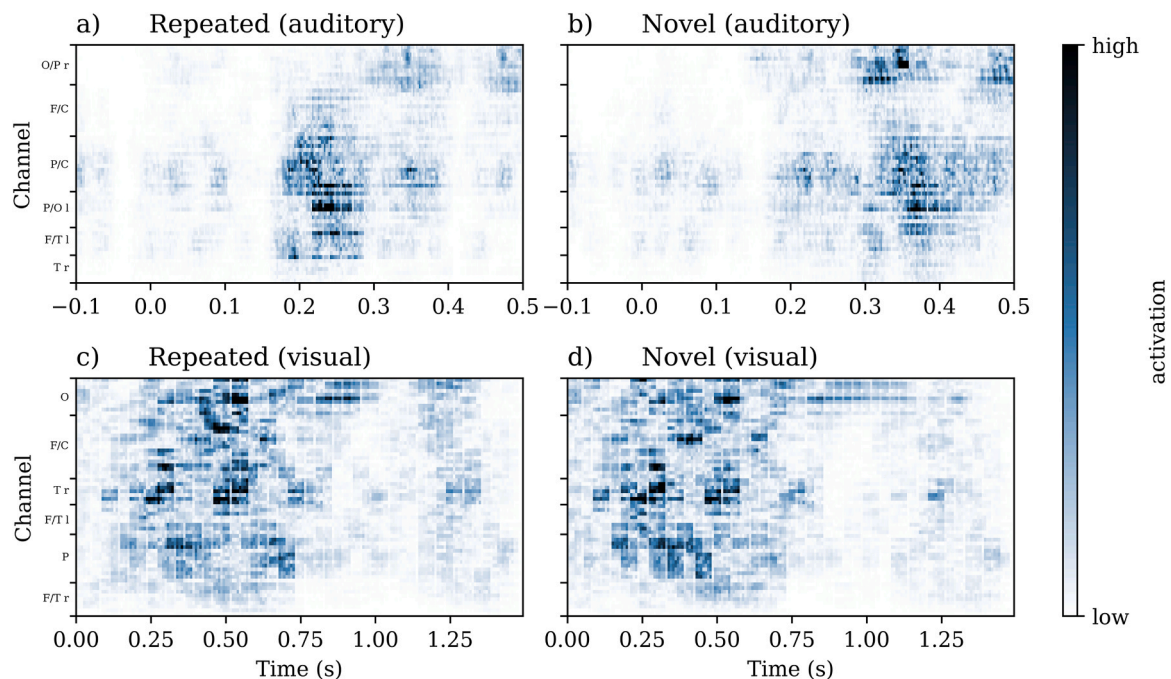 a) Repeated (auditory)
b) Novel (auditory)
Channel
O/P r
F/C
P/C
P/O l
F/T l
T r
−0.1 0.0 0.1 0.2 0.3 0.4 0.5
−0.1 0.0 0.1 0.2 0.3 0.4 0.5
c) Repeated (visual)
d) Novel (visual)
Channel
O
F/C
T r
F/T l
P
F/T r
0.00 0.25 0.50 0.75 1.00 1.25
0.00 0.25 0.50 0.75 1.00 1.25
Time (s)
Time (s)
high
activation
low